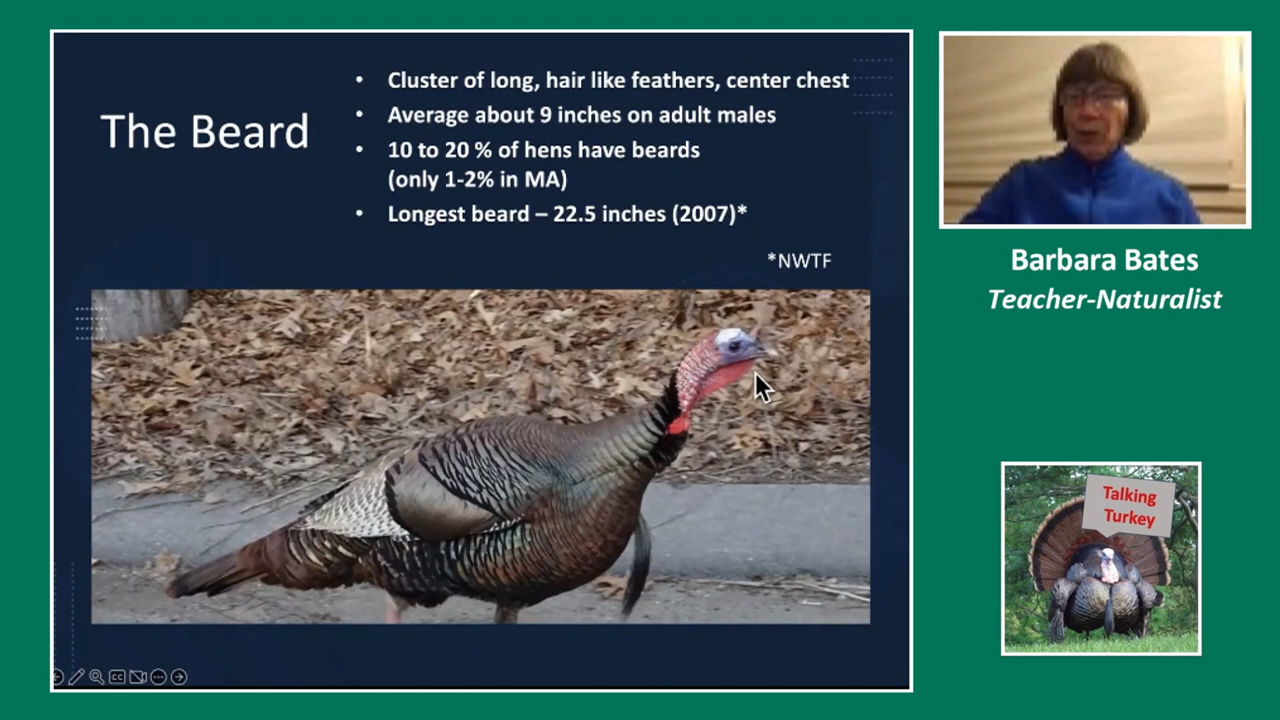 The Beard
• Cluster of long, hair like feathers, center chest
• Average about 9 inches on adult males
• 10 to 20 % of hens have beards
(only 1-2% in MA)
• Longest beard – 22.5 inches (2007)*
*NWTF
CC
Barbara Bates
Teacher-Naturalist
Talking
Turkey